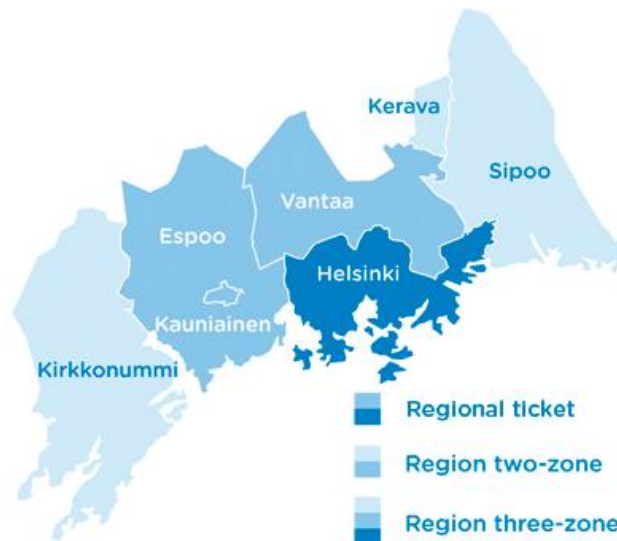 Kerava
Sipoo
Vantaa
Espoo
Helsinki
Kauniainen
Kirkkonummi
Regional ticket
Region two-zone
Region three-zone